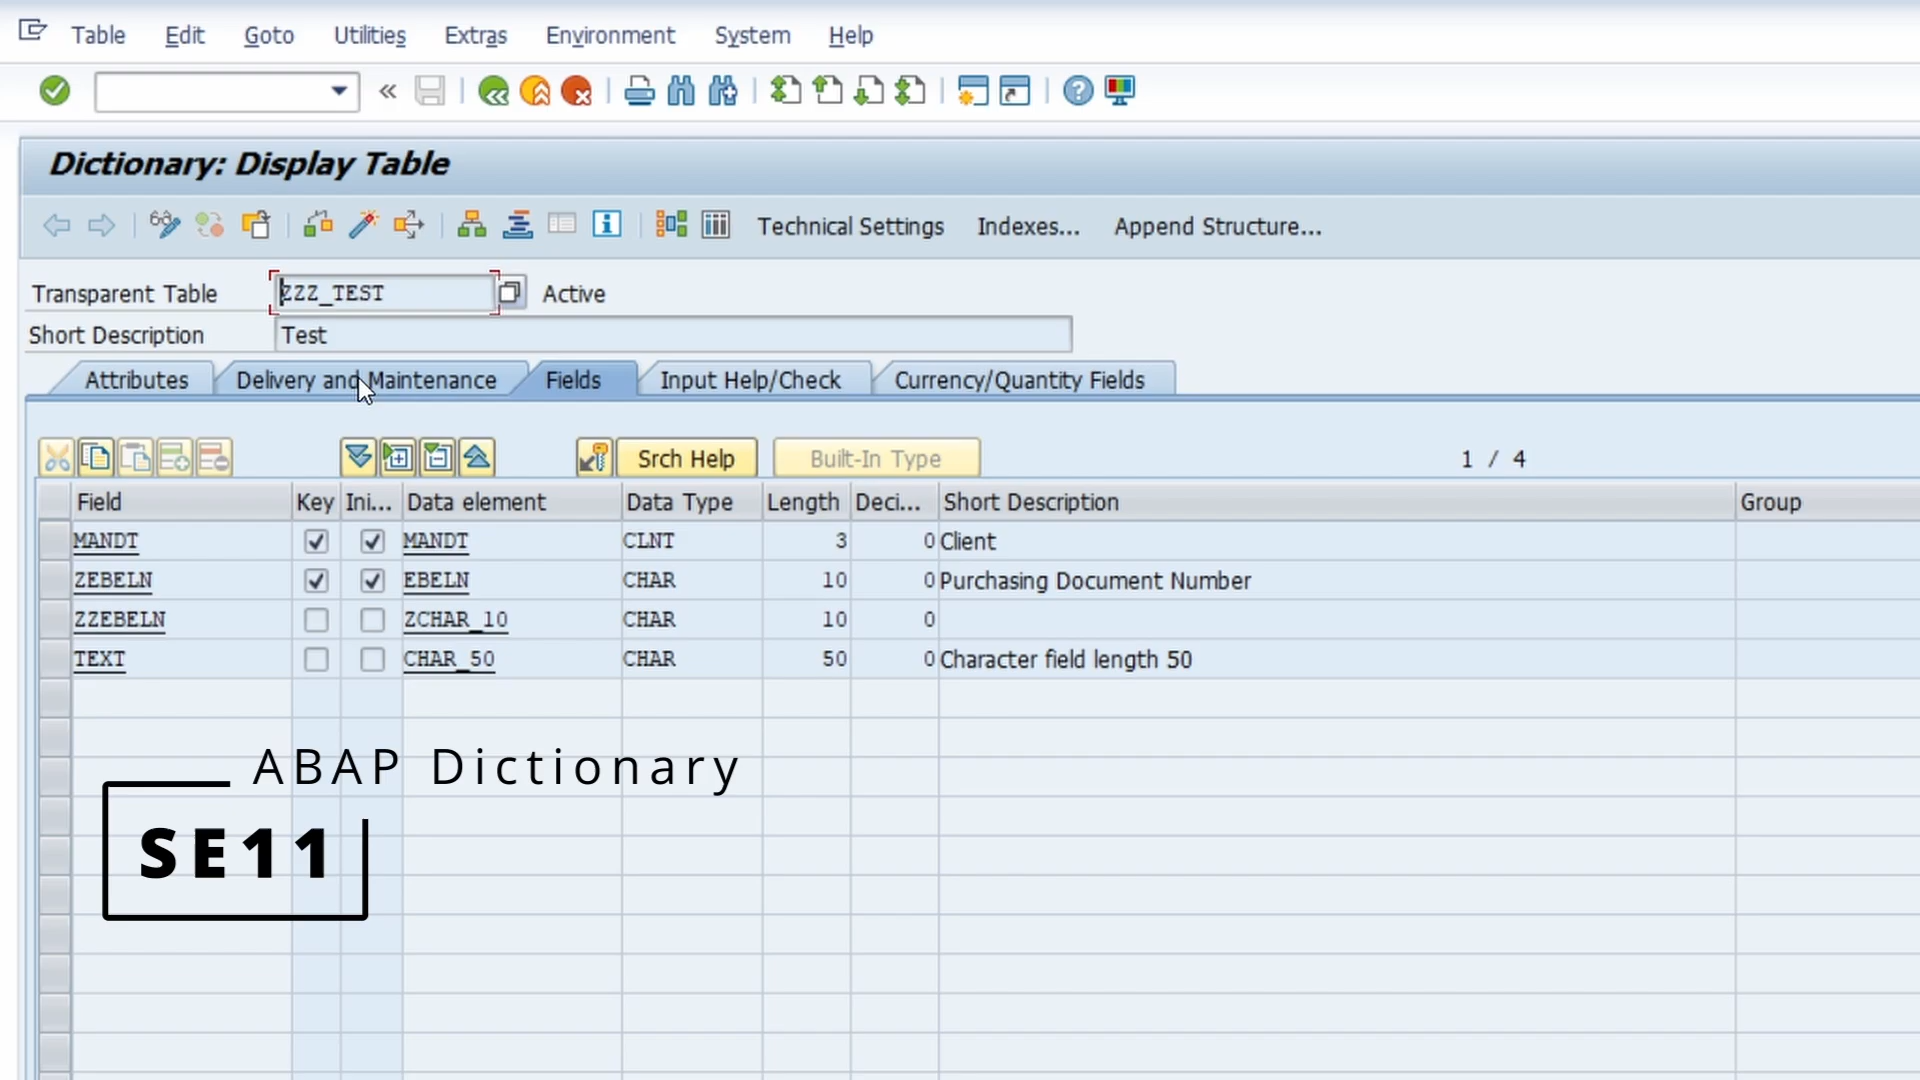 Table Edit Goto Utilities Extras Environment System Help
Dictionary: Display Table
Technical Settings Indexes... Append Structure...
Transparent Table ZZZ_TEST Active
Short Description Test
Attributes Delivery and Maintenance Fields Input Help/Check Currency/Quantity Fields
Srch Help Built-In Type 1 / 4
Field Key Ini... Data element Data Type Length Deci... Short Description Group
MANDT MANDT CLNT 3 0 Client
ZEBELN EBELN CHAR 10 0 Purchasing Document Number
ZZEBELN ZCHAR_10 CHAR 10 0
TEXT CHAR_50 CHAR 50 0 Character field length 50
ABAP Dictionary
SE11